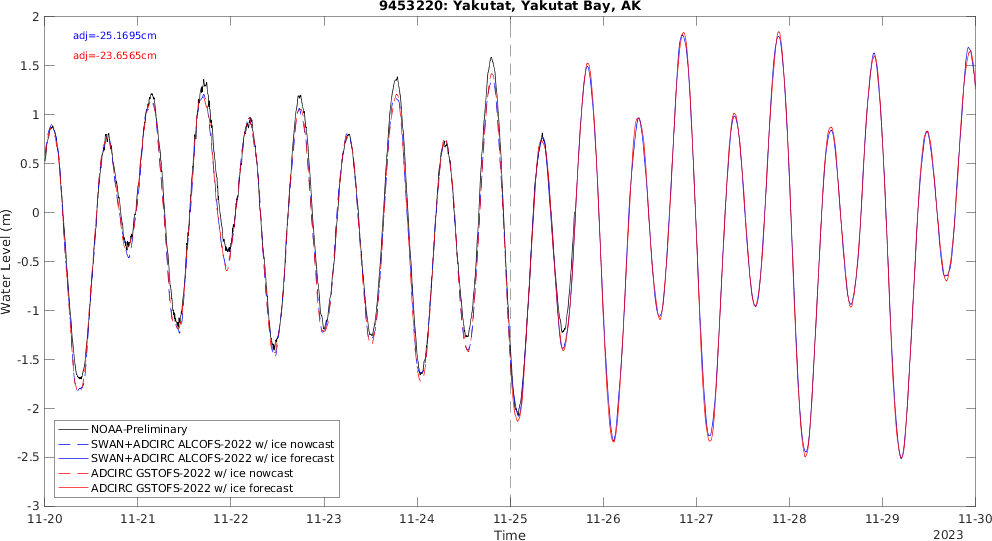 9453220: Yakutat, Yakutat Bay, AK
adj=-25.1695cm
adj=-23.6565cm
Water Level (m)
2
1.5
1
0.5
0
-0.5
-1
-1.5
-2
-2.5
-3
NOAA-Preliminary
SWAN+ADCIRC ALCOFS-2022 w/ ice nowcast
SWAN+ADCIRC ALCOFS-2022 w/ ice forecast
ADCIRC GSTOFS-2022 w/ ice nowcast
ADCIRC GSTOFS-2022 w/ ice forecast
11-20 11-21 11-22 11-23 11-24 11-25 11-26 11-27 11-28 11-29 11-30
Time
2023